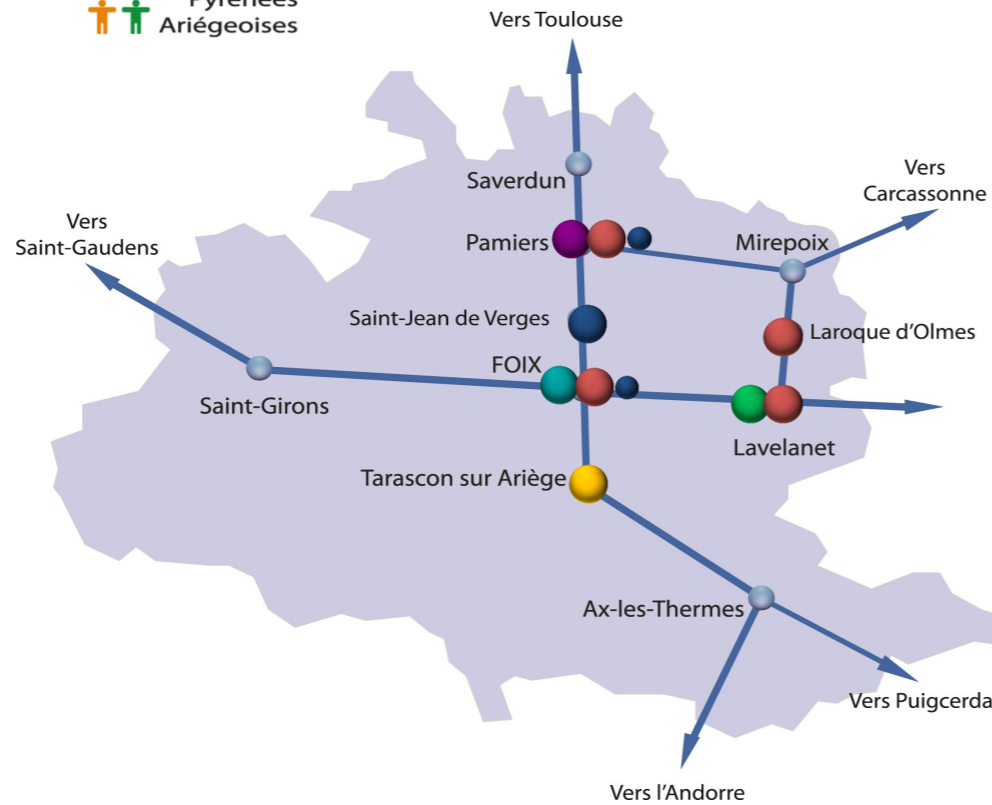 Pyrénées
Ariégeoises
Vers Toulouse
Vers
Carcassonne
Saverdun
Vers
Saint-Gaudens
Pamiers
Mirepoix
Saint-Jean de Verges
Laroque d'Olmes
FOIX
Saint-Girons
Lavelanet
Tarascon sur Ariège
Ax-les-Thermes
Vers Puigcerda
Vers l'Andorre